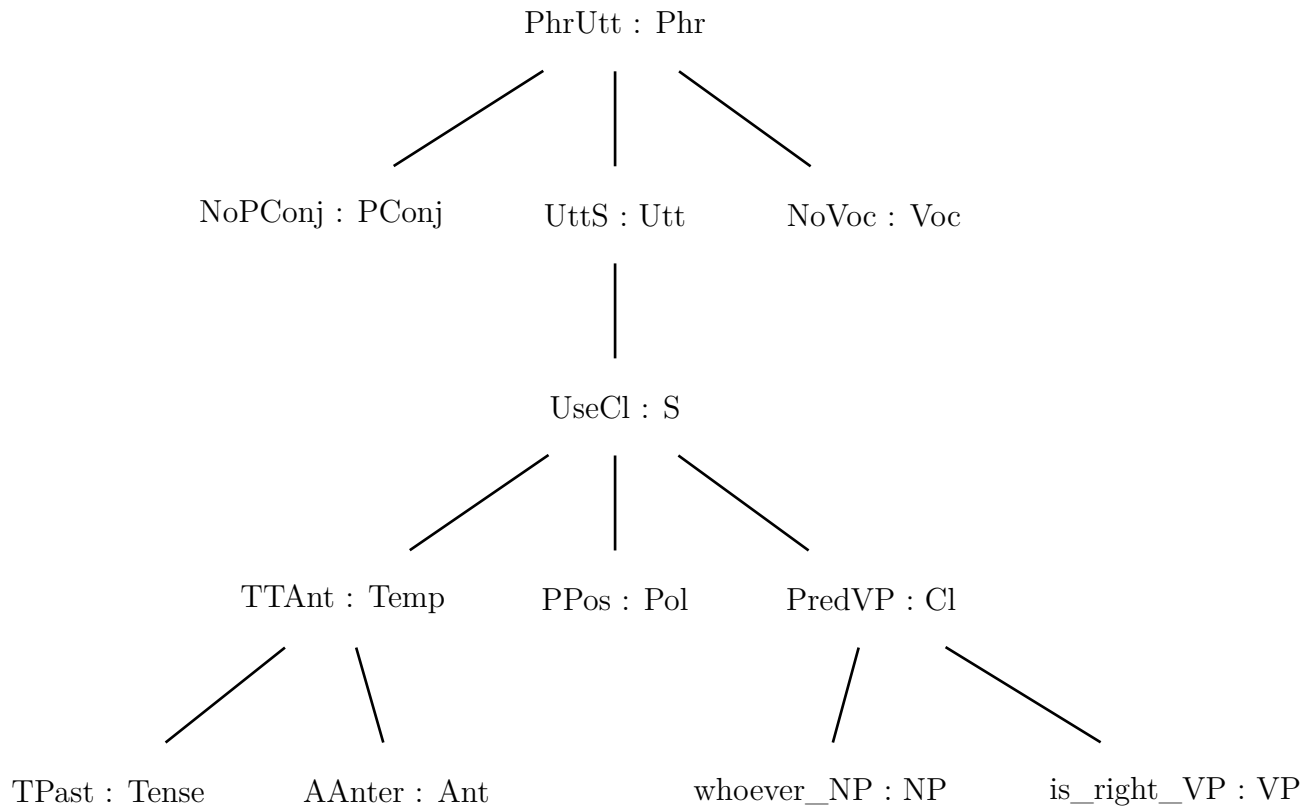 PhrUtt : Phr
NoPConj : PConj
UttS : Utt
NoVoc : Voc
UseCl : S
TTAnt : Temp
PPos : Pol
PredVP : Cl
TPast : Tense
AAnter : Ant
whoever_NP : NP
is_right_VP : VP